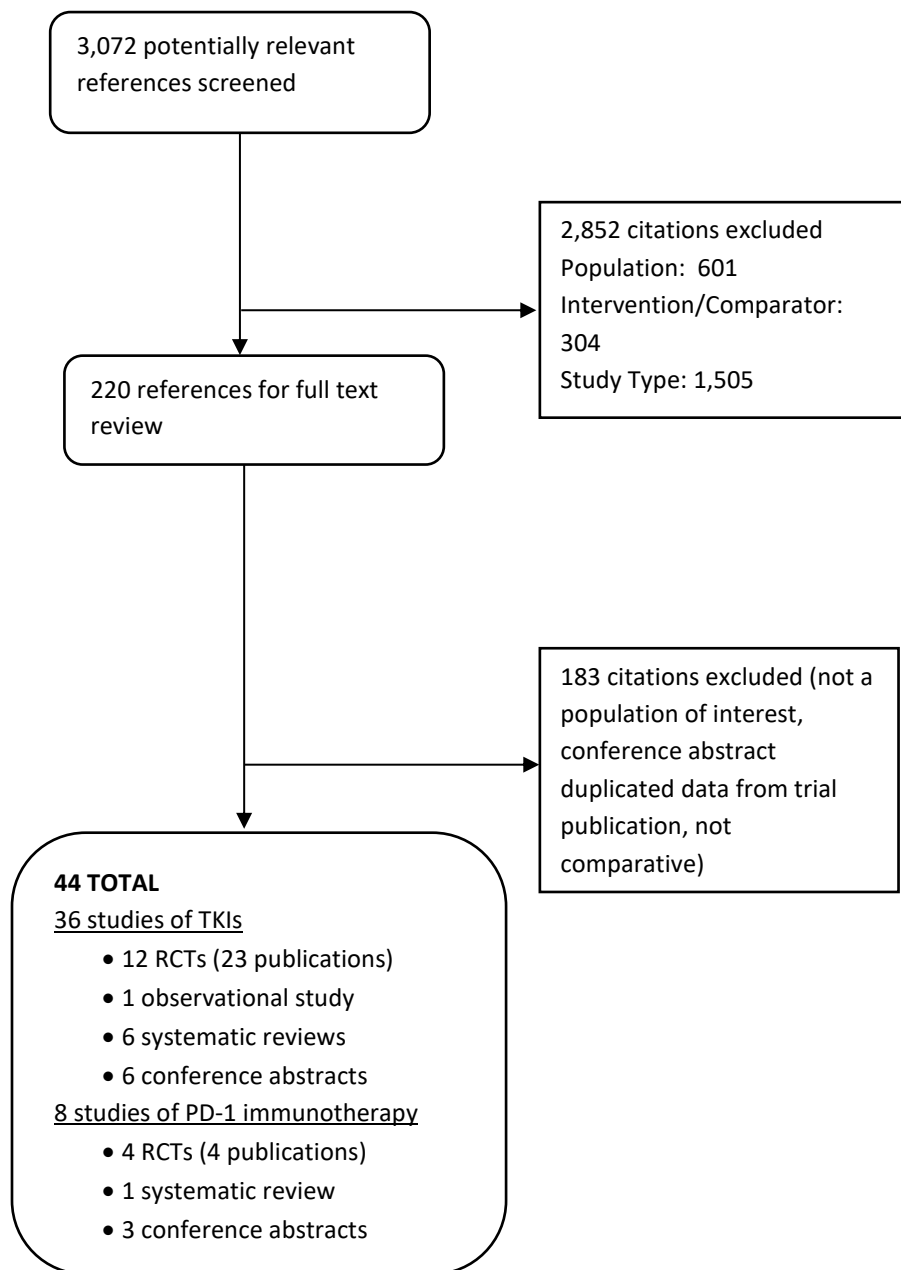 3,072 potentially relevant
references screened
2,852 citations excluded
Population:  601
Intervention/Comparator:
304
Study Type: 1,505
220 references for full text
review
183 citations excluded (not a
population of interest,
conference abstract
duplicated data from trial
publication, not
comparative)
44 TOTAL
36 studies of TKIs
• 12 RCTs (23 publications)
• 1 observational study
• 6 systematic reviews
• 6 conference abstracts
8 studies of PD-1 immunotherapy
• 4 RCTs (4 publications)
• 1 systematic review
• 3 conference abstracts